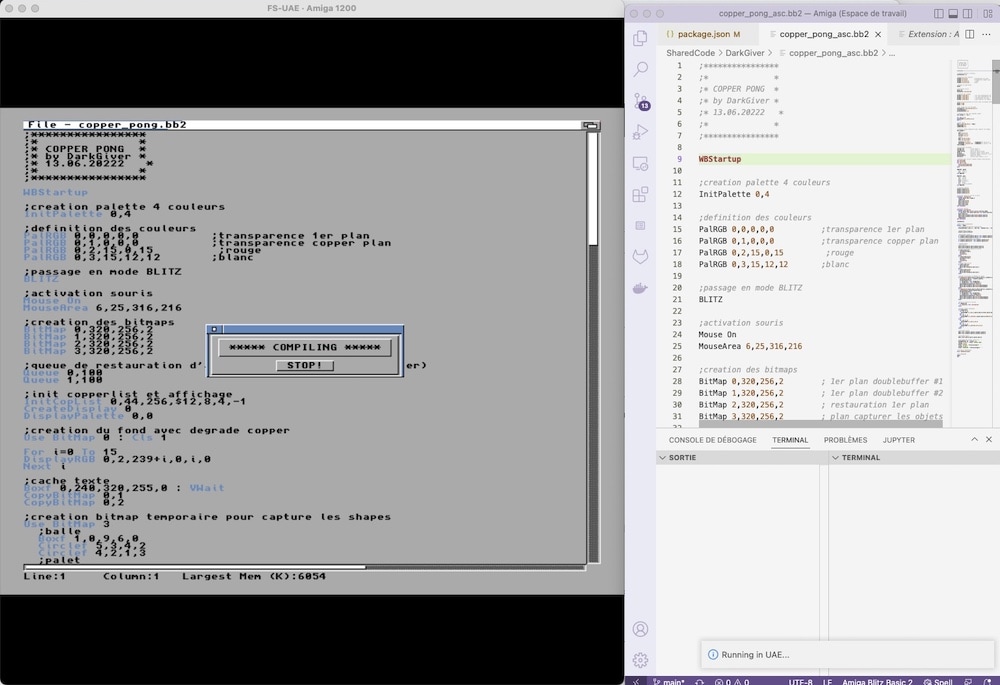 FS-UAE - Amiga 1200
File - copper_pong.bb2
;*****************
;* *
;* COPPER PONG *
;* by DarkGiver *
;* 13.06.20222 *
;* *
;*****************
WBStartup
;creation palette 4 couleurs
InitPalette 0,4
;definition des couleurs
PalRGB 0,0,0,0,0 ;transparence 1er plan
PalRGB 0,1,0,0,0 ;transparence copper plan
PalRGB 0,2,15,0,15 ;rouge
PalRGB 0,3,15,12,12 ;blanc
;passage en mode BLITZ
BLITZ
;activation souris
Mouse On
MouseArea 6,25,316,216
;creation des bitmaps
BitMap 0,320,256,2
BitMap 1,320,256,2
BitMap 2,320,256,2
BitMap 3,320,256,2
;queue de restauration d' er)
Queue 0,100
Queue 1,100
;init copperlist et affichage
InitCopList 0,44,256,$12,8,4,-1
CreateDisplay 0
DisplayPalette 0,0
;creation du fond avec degrade copper
Use BitMap 0 : Cls 1
For i=0 To 15
DisplayRGB 0,2,239+i,0,i,0
Next i
;cache texte
Boxf 0,240,320,255,0 : VWait
CopyBitMap 0,1
CopyBitMap 0,2
;creation bitmap temporaire pour capture les shapes
Use BitMap 3
;balle
Boxf 1,0,9,6,0
Circlef 5,3,4,2
Circlef 4,2,1,3
;palet
***** COMPILING *****
STOP!
Line:1 Column:1 Largest Mem (K):6054
copper_pong_asc.bb2 — Amiga (Espace de travail)
package.json M
copper_pong_asc.bb2
Extension : A
SharedCode > DarkGiver > copper_pong_asc.bb2 > ...
13
1 ;****************
2 ;* *
3 ;* COPPER PONG *
4 ;* by DarkGiver *
5 ;* 13.06.20222 *
6 ;* *
7 ;****************
8
9 WBStartup
10
11 ;creation palette 4 couleurs
12 InitPalette 0,4
13
14 ;definition des couleurs
15 PalRGB 0,0,0,0,0 ;transparence 1er plan
16 PalRGB 0,1,0,0,0 ;transparence copper plan
17 PalRGB 0,2,15,0,15 ;rouge
18 PalRGB 0,3,15,12,12 ;blanc
19
20 ;passage en mode BLITZ
21 BLITZ
22
23 ;activation souris
24 Mouse On
25 MouseArea 6,25,316,216
26
27 ;creation des bitmaps
28 BitMap 0,320,256,2 ; 1er plan doublebuffer #1
29 BitMap 1,320,256,2 ; 1er plan doublebuffer #2
30 BitMap 2,320,256,2 ; restauration 1er plan
31 BitMap 3,320,256,2 ; plan capturer les objets
CONSOLE DE DÉBOGAGE TERMINAL PROBLÈMES JUPYTER
SORTIE
TERMINAL
Running in UAE...
main* 0 0 UTF-8 LF Amiga Blitz Basic 2 Spell